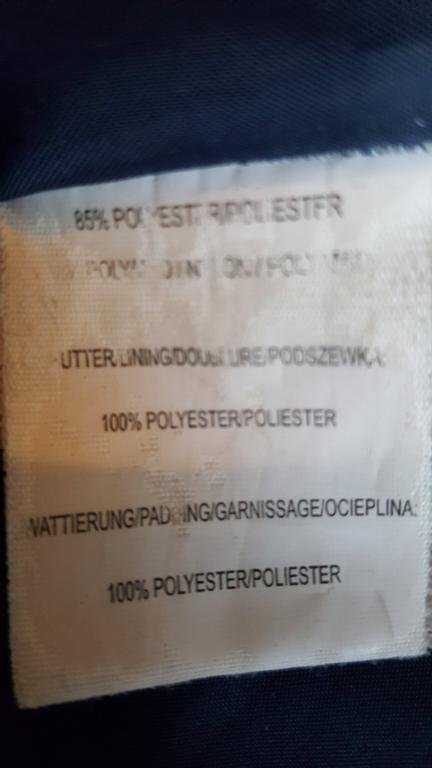 85% POLYESTER/POLIESTER
UTTER/LINING/DOUBLURE/PODSZEWKA:
100% POLYESTER/POLIESTER
WATTIERUNG/PADDING/GARNISSAGE/OCIEPLINA:
100% POLYESTER/POLIESTER